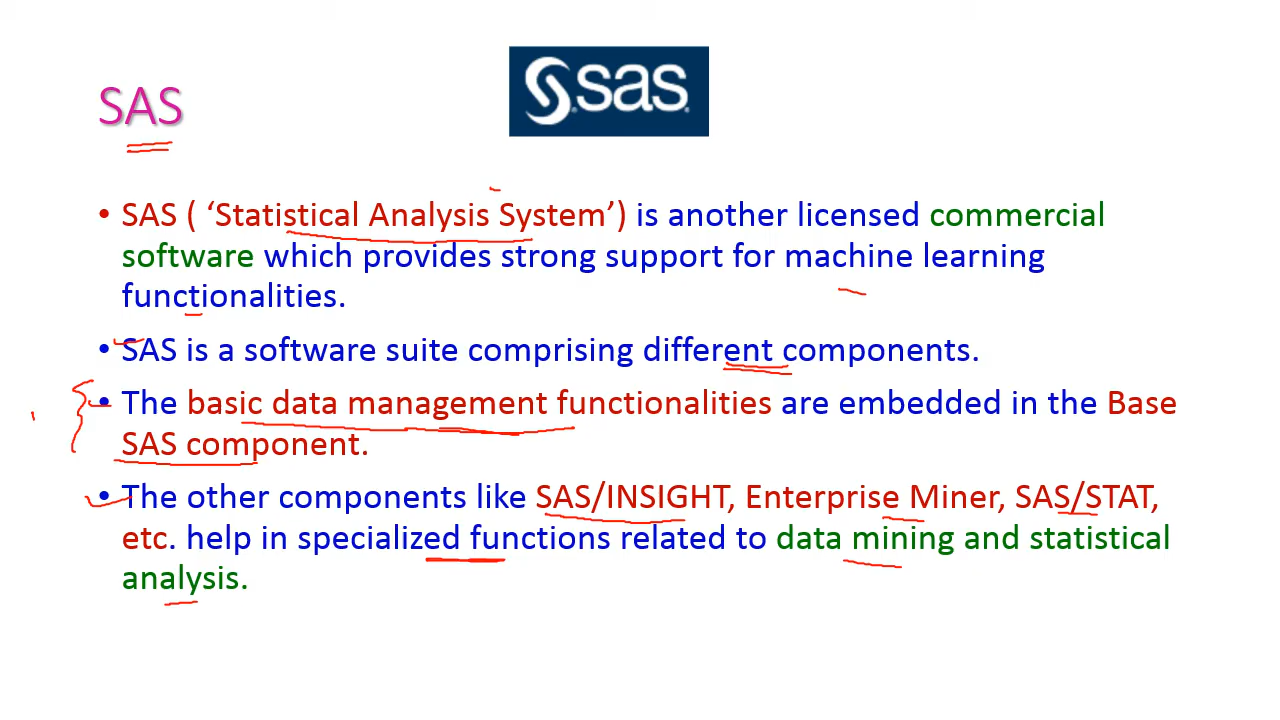 sas
SAS
• SAS ( ‘Statistical Analysis System’) is another licensed commercial
software which provides strong support for machine learning
functionalities.
• SAS is a software suite comprising different components.
• The basic data management functionalities are embedded in the Base
SAS component.
• The other components like SAS/INSIGHT, Enterprise Miner, SAS/STAT,
etc. help in specialized functions related to data mining and statistical
analysis.